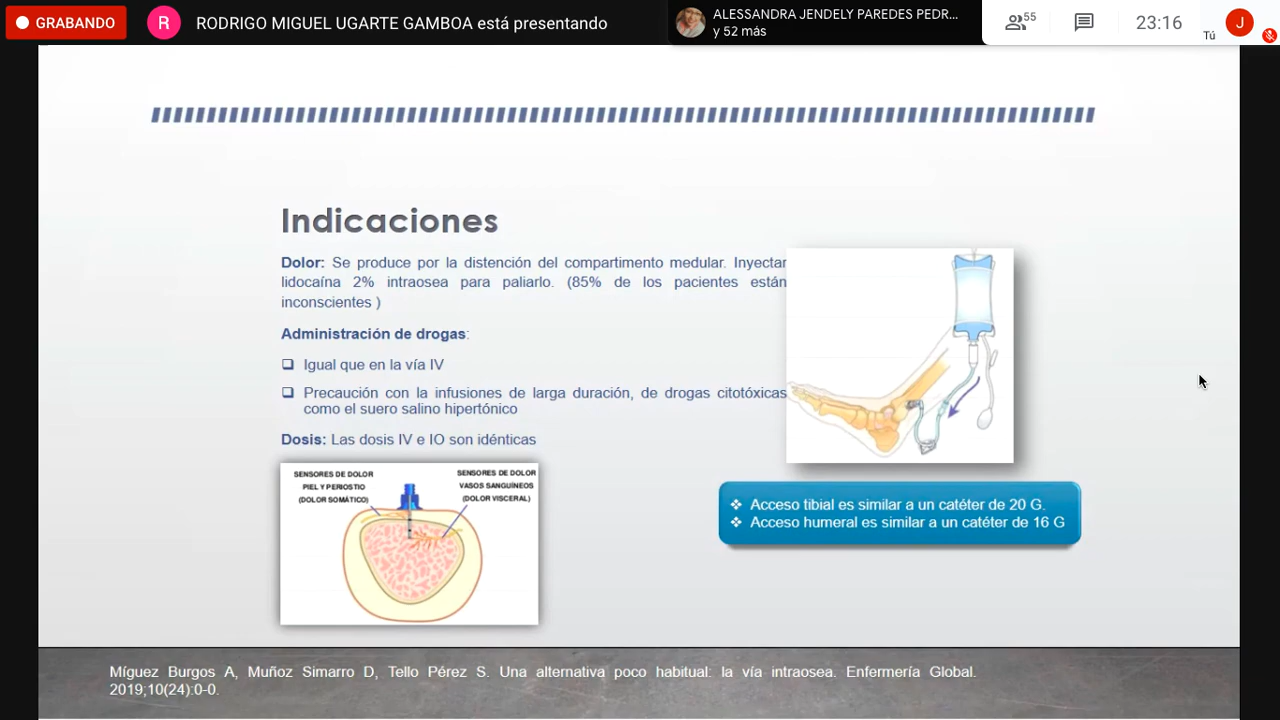 GRABANDO
R
RODRIGO MIGUEL UGARTE GAMBOA está presentando
ALESSANDRA JENDELY PAREDES PEDR...
y 52 más
55
23:16
Tú
J
Indicaciones
Dolor: Se produce por la distención del compartimento medular. Inyectar
lidocaína 2% intraosea para paliarlo. (85% de los pacientes están
inconscientes )
Administración de drogas:
Igual que en la vía IV
Precaución con la infusiones de larga duración, de drogas citotóxicas
como el suero salino hipertónico
Dosis: Las dosis IV e IO son idénticas
SENSORES DE DOLOR
PIEL Y PERIOSTIO
(DOLOR SOMÁTICO)
SENSORES DE DOLOR
VASOS SANGUÍNEOS
(DOLOR VISCERAL)
Acceso tibial es similar a un catéter de 20 G.
Acceso humeral es similar a un catéter de 16 G
Míguez Burgos A, Muñoz Simarro D, Tello Pérez S. Una alternativa poco habitual: la vía intraosea. Enfermería Global.
2019;10(24):0-0.